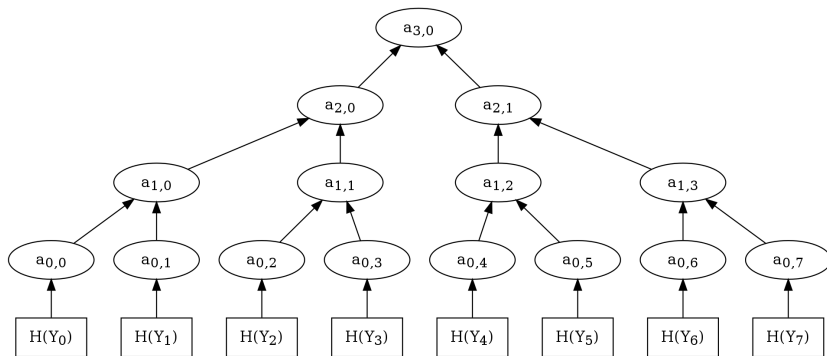 a3,0
a2,0 a2,1
a1,0 a1,1 a1,2 a1,3
a0,0 a0,1 a0,2 a0,3 a0,4 a0,5 a0,6 a0,7
H(Y0) H(Y1) H(Y2) H(Y3) H(Y4) H(Y5) H(Y6) H(Y7)